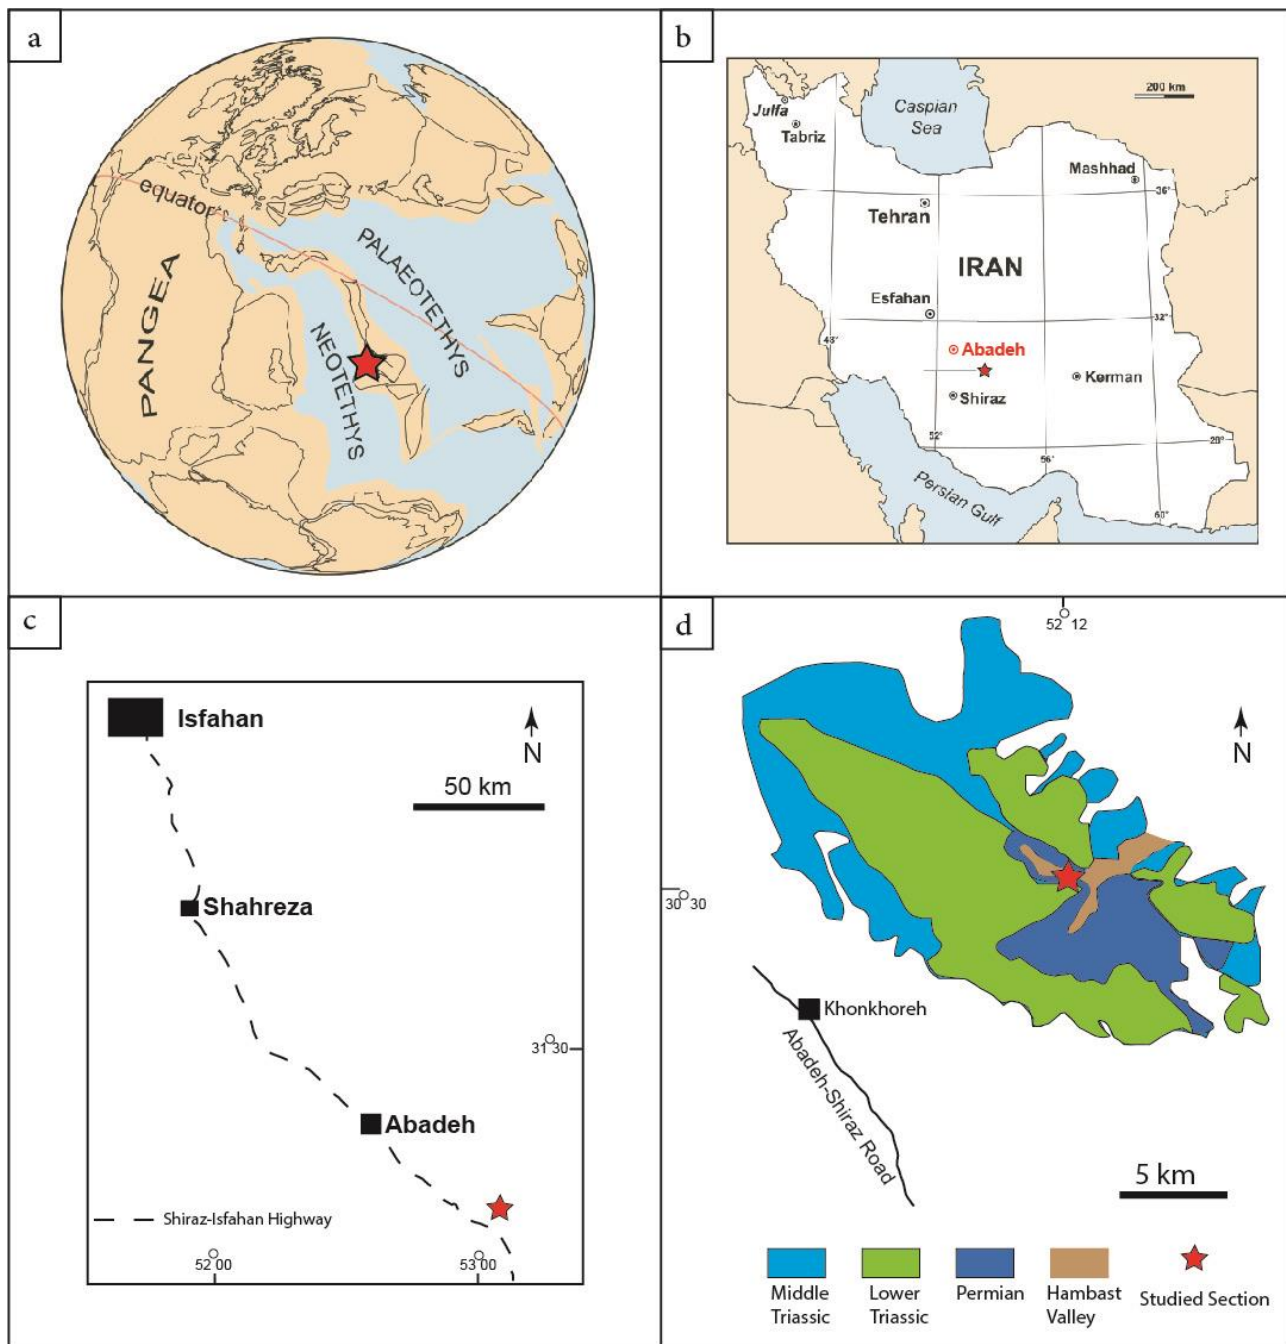 a
equator
PANGEA
PALAEOTETHYS
NEOTETHYS
b
200 km
Caspian
Sea
Julfa
Tabriz
Mashhad
36°
Tehran
IRAN
Esfahan
32°
48°
Abadeh
Kerman
Shiraz
52°
28°
56°
Persian Gulf
60°
c
Isfahan
N
50 km
Shahreza
31°30
Abadeh
Shiraz-Isfahan Highway
52°00
53°00
d
52°12
N
30°30
Khonkhoreh
Abadeh-Shiraz Road
5 km
Middle
Triassic
Lower
Triassic
Permian
Hambast
Valley
Studied Section